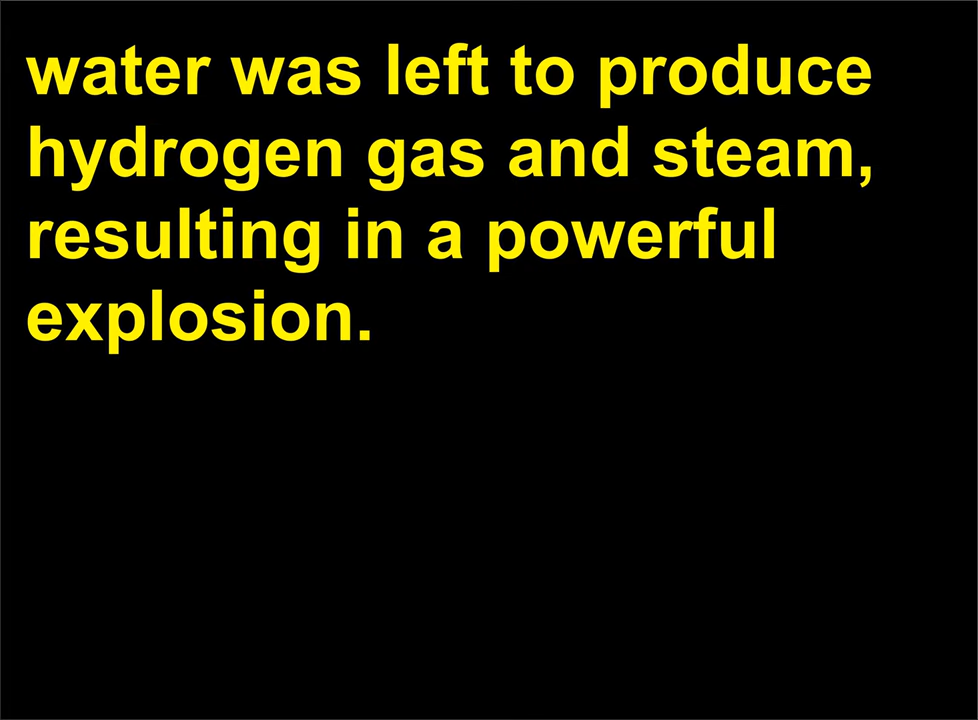 water was left to produce
hydrogen gas and steam,
resulting in a powerful
explosion.